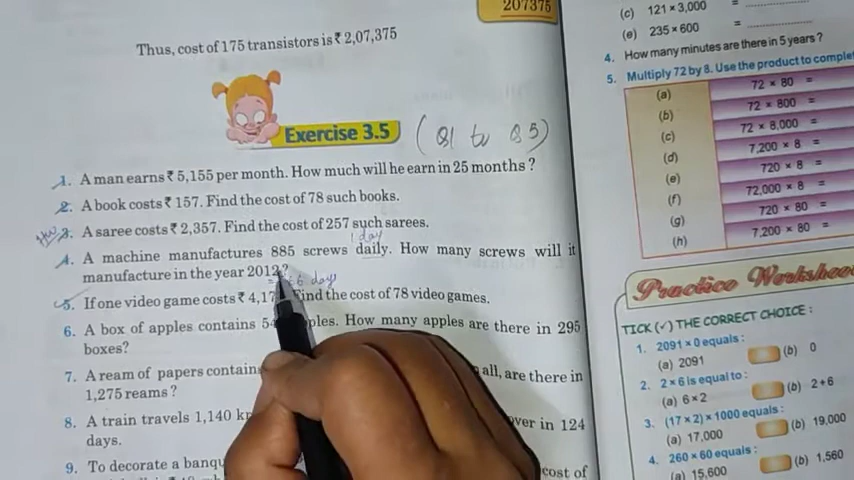 Thus, cost of 175 transistors is ₹ 2,07,375
207375
Exercise 3.5 (Q1 to Q5)
1. A man earns ₹ 5,155 per month. How much will he earn in 25 months?
2. A book costs ₹ 157. Find the cost of 78 such books.
3. A saree costs ₹ 2,357. Find the cost of 257 such sarees.
1 day
4. A machine manufactures 885 screws daily. How many screws will it
manufacture in the year 2012?
days
5. If one video game costs ₹ 4,17 Find the cost of 78 video games.
6. A box of apples contains How many apples are there in 295
boxes?
7. A ream of papers contains all, are there in
1,275 reams?
8. A train travels 1,140 in 124
days.
9. To decorate a
cost of
(c) 121 × 3,000 =
(e) 235 × 600 =
4. How many minutes are there in 5 years?
5. Multiply 72 by 8. Use the product to
(a) 72 × 80 =
(b) 72 × 800 =
(c) 72 × 8,000 =
(d) 7,200 × 8 =
(e) 720 × 8 =
(f) 72,000 × 8 =
(g) 720 × 80 =
(h) 7,200 × 80 =
Practice
TICK (✓) THE CORRECT CHOICE:
1. 2091 × 0 equals:
(a) 2091 (b) 0
2. 2 × 6 is equal to:
(a) 6 × 2 (b) 2 + 6
3. (17 × 2) × 1000 equals:
(a) 17,000 (b) 19,000
4. 260 × 60 equals:
(a) 15,600 (b) 1,560